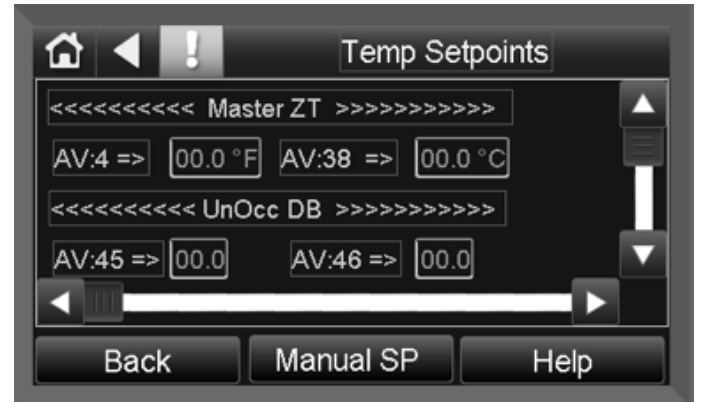 ! Temp Setpoints
<<<<<<<<<< Master ZT >>>>>>>>>>>
AV:4 => 00.0 °F AV:38 => 00.0 °C
<<<<<<<<<< UnOcc DB >>>>>>>>>>>
AV:45 => 00.0 AV:46 => 00.0
Back Manual SP Help